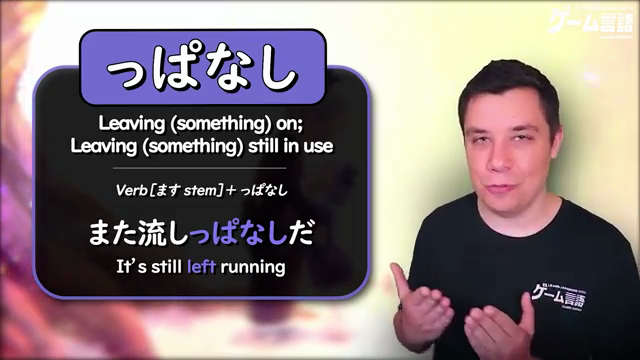 っぱなし
Leaving (something) on;
Leaving (something) still in use
Verb[ます stem]+っぱなし
また流しっぱなしだ
It's still left running
ゲーム言語
ゲーム言語